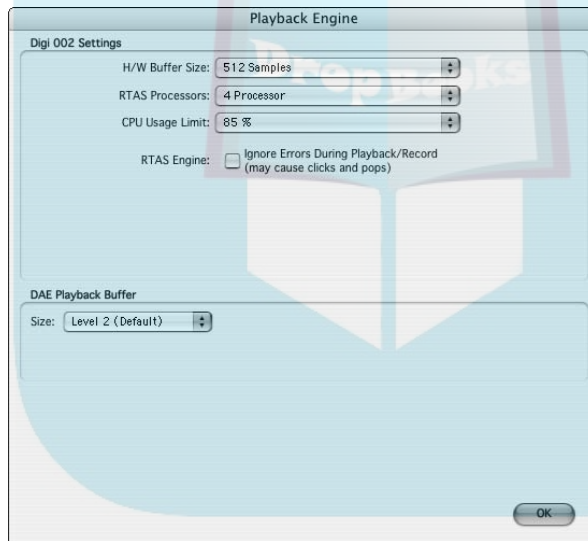 Playback Engine
Digi 002 Settings
H/W Buffer Size: 512 Samples
RTAS Processors: 4 Processor
CPU Usage Limit: 85 %
RTAS Engine: Ignore Errors During Playback/Record
(may cause clicks and pops)
DropBooks
DAE Playback Buffer
Size: Level 2 (Default)
OK